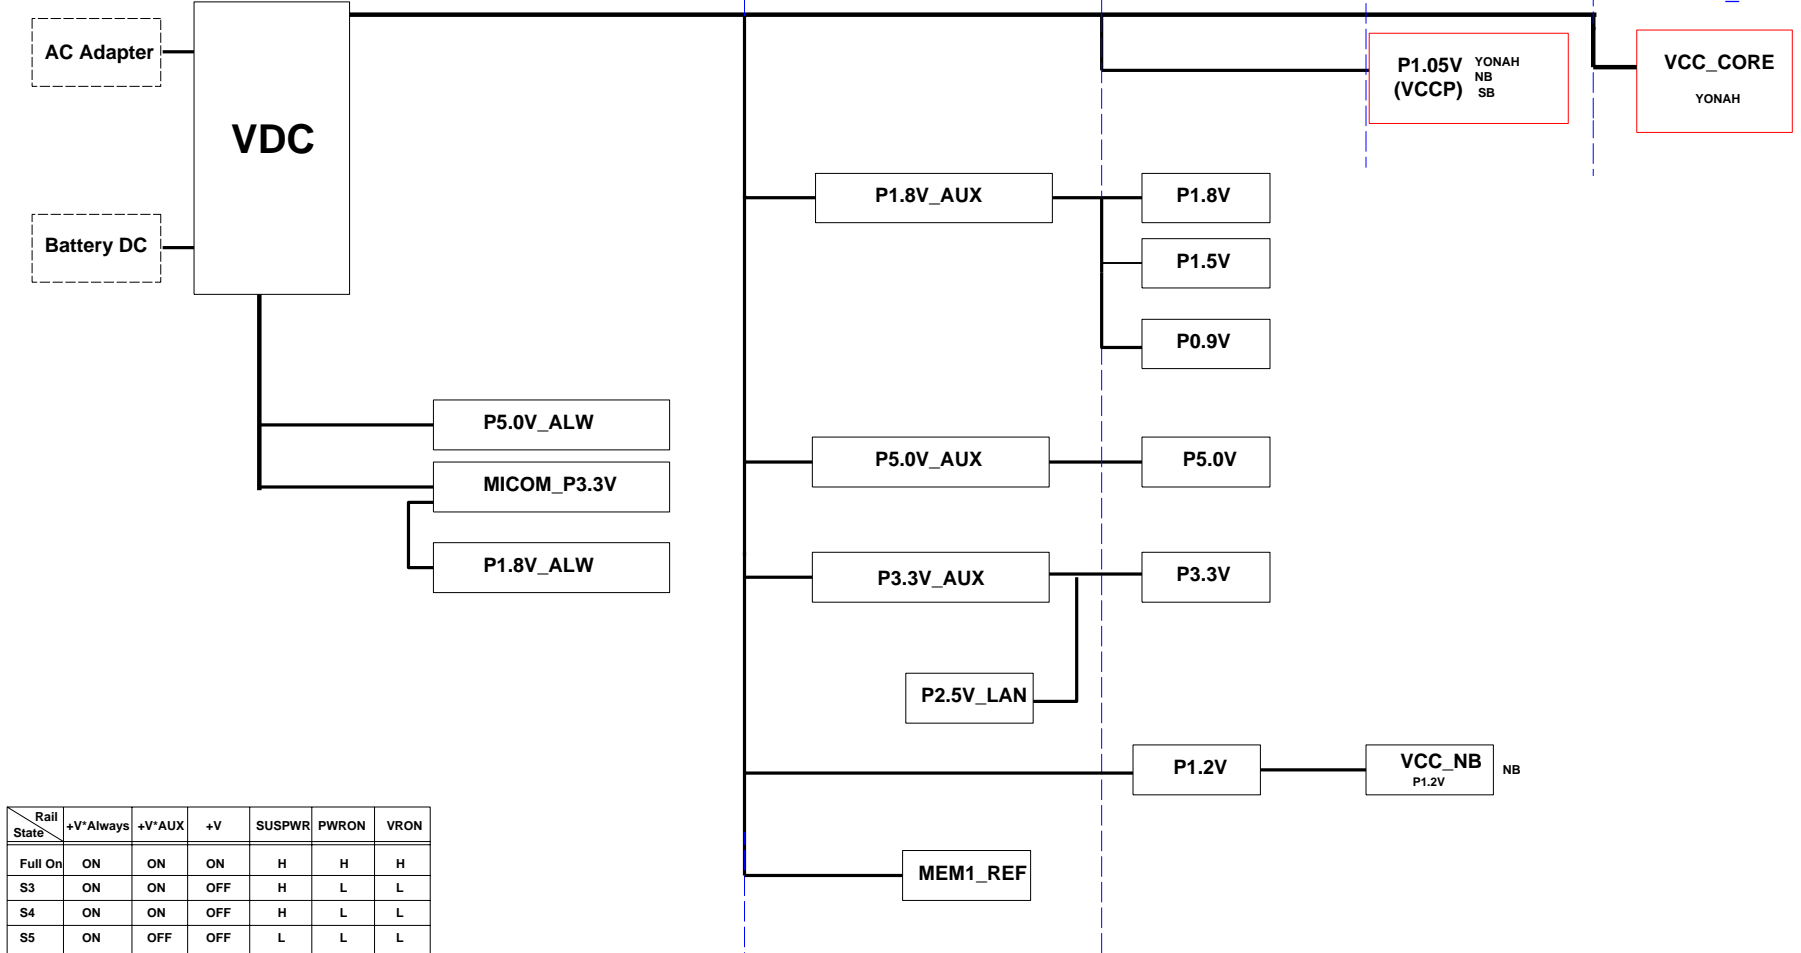 AC Adapter
VDC
Battery DC
P1.05V YONAH
(VCCP) NB
SB
VCC_CORE
YONAH
P1.8V_AUX
P1.8V
P1.5V
P0.9V
P5.0V_ALW
MICOM_P3.3V
P1.8V_ALW
P5.0V_AUX
P5.0V
P3.3V_AUX
P3.3V
P2.5V_LAN
P1.2V
VCC_NB
P1.2V
NB
MEM1_REF
Rail
State +V*Always +V*AUX +V SUSPWR PWRON VRON
Full On ON ON ON H H H
S3 ON ON OFF H L L
S4 ON ON OFF H L L
S5 ON OFF OFF L L L